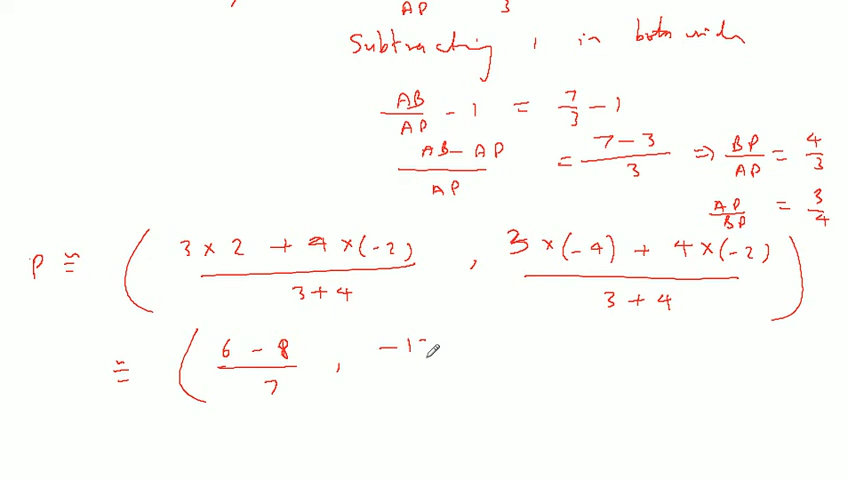 AP 3
Subtracting 1 in both side
AB/AP - 1 = 7/3 - 1
(AB - AP)/AP = (7 - 3)/3 => BP/AP = 4/3
AP/BP = 3/4
P ≅ ( (3 × 2 + 4 × (-2))/(3 + 4) , (3 × (-4) + 4 × (-2))/(3 + 4) )
≅ ( (6 - 8)/7 , -1